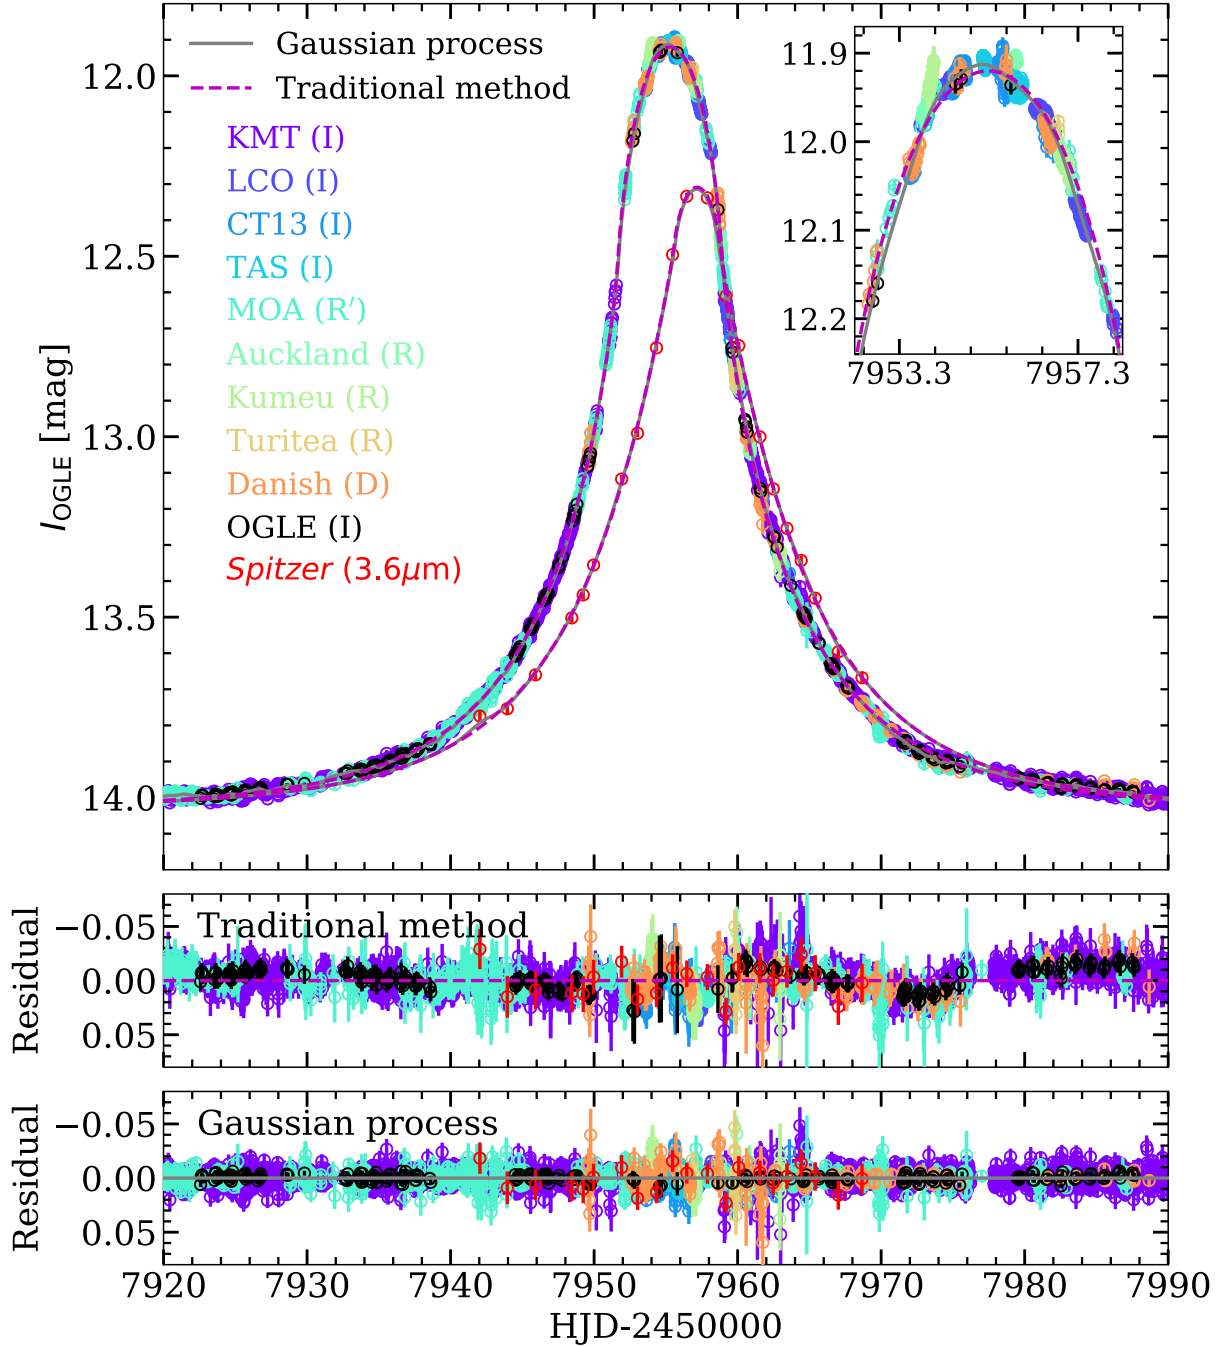 Gaussian process
Traditional method
KMT (I)
LCO (I)
CT13 (I)
TAS (I)
MOA (R′)
Auckland (R)
Kumeu (R)
Turitea (R)
Danish (D)
OGLE (I)
Spitzer (3.6μm)
I_OGLE [mag]
12.0
12.5
13.0
13.5
14.0
11.9
12.0
12.1
12.2
7953.3 7957.3
Traditional method
Residual
−0.05
0.00
0.05
Gaussian process
Residual
−0.05
0.00
0.05
7920 7930 7940 7950 7960 7970 7980 7990
HJD-2450000